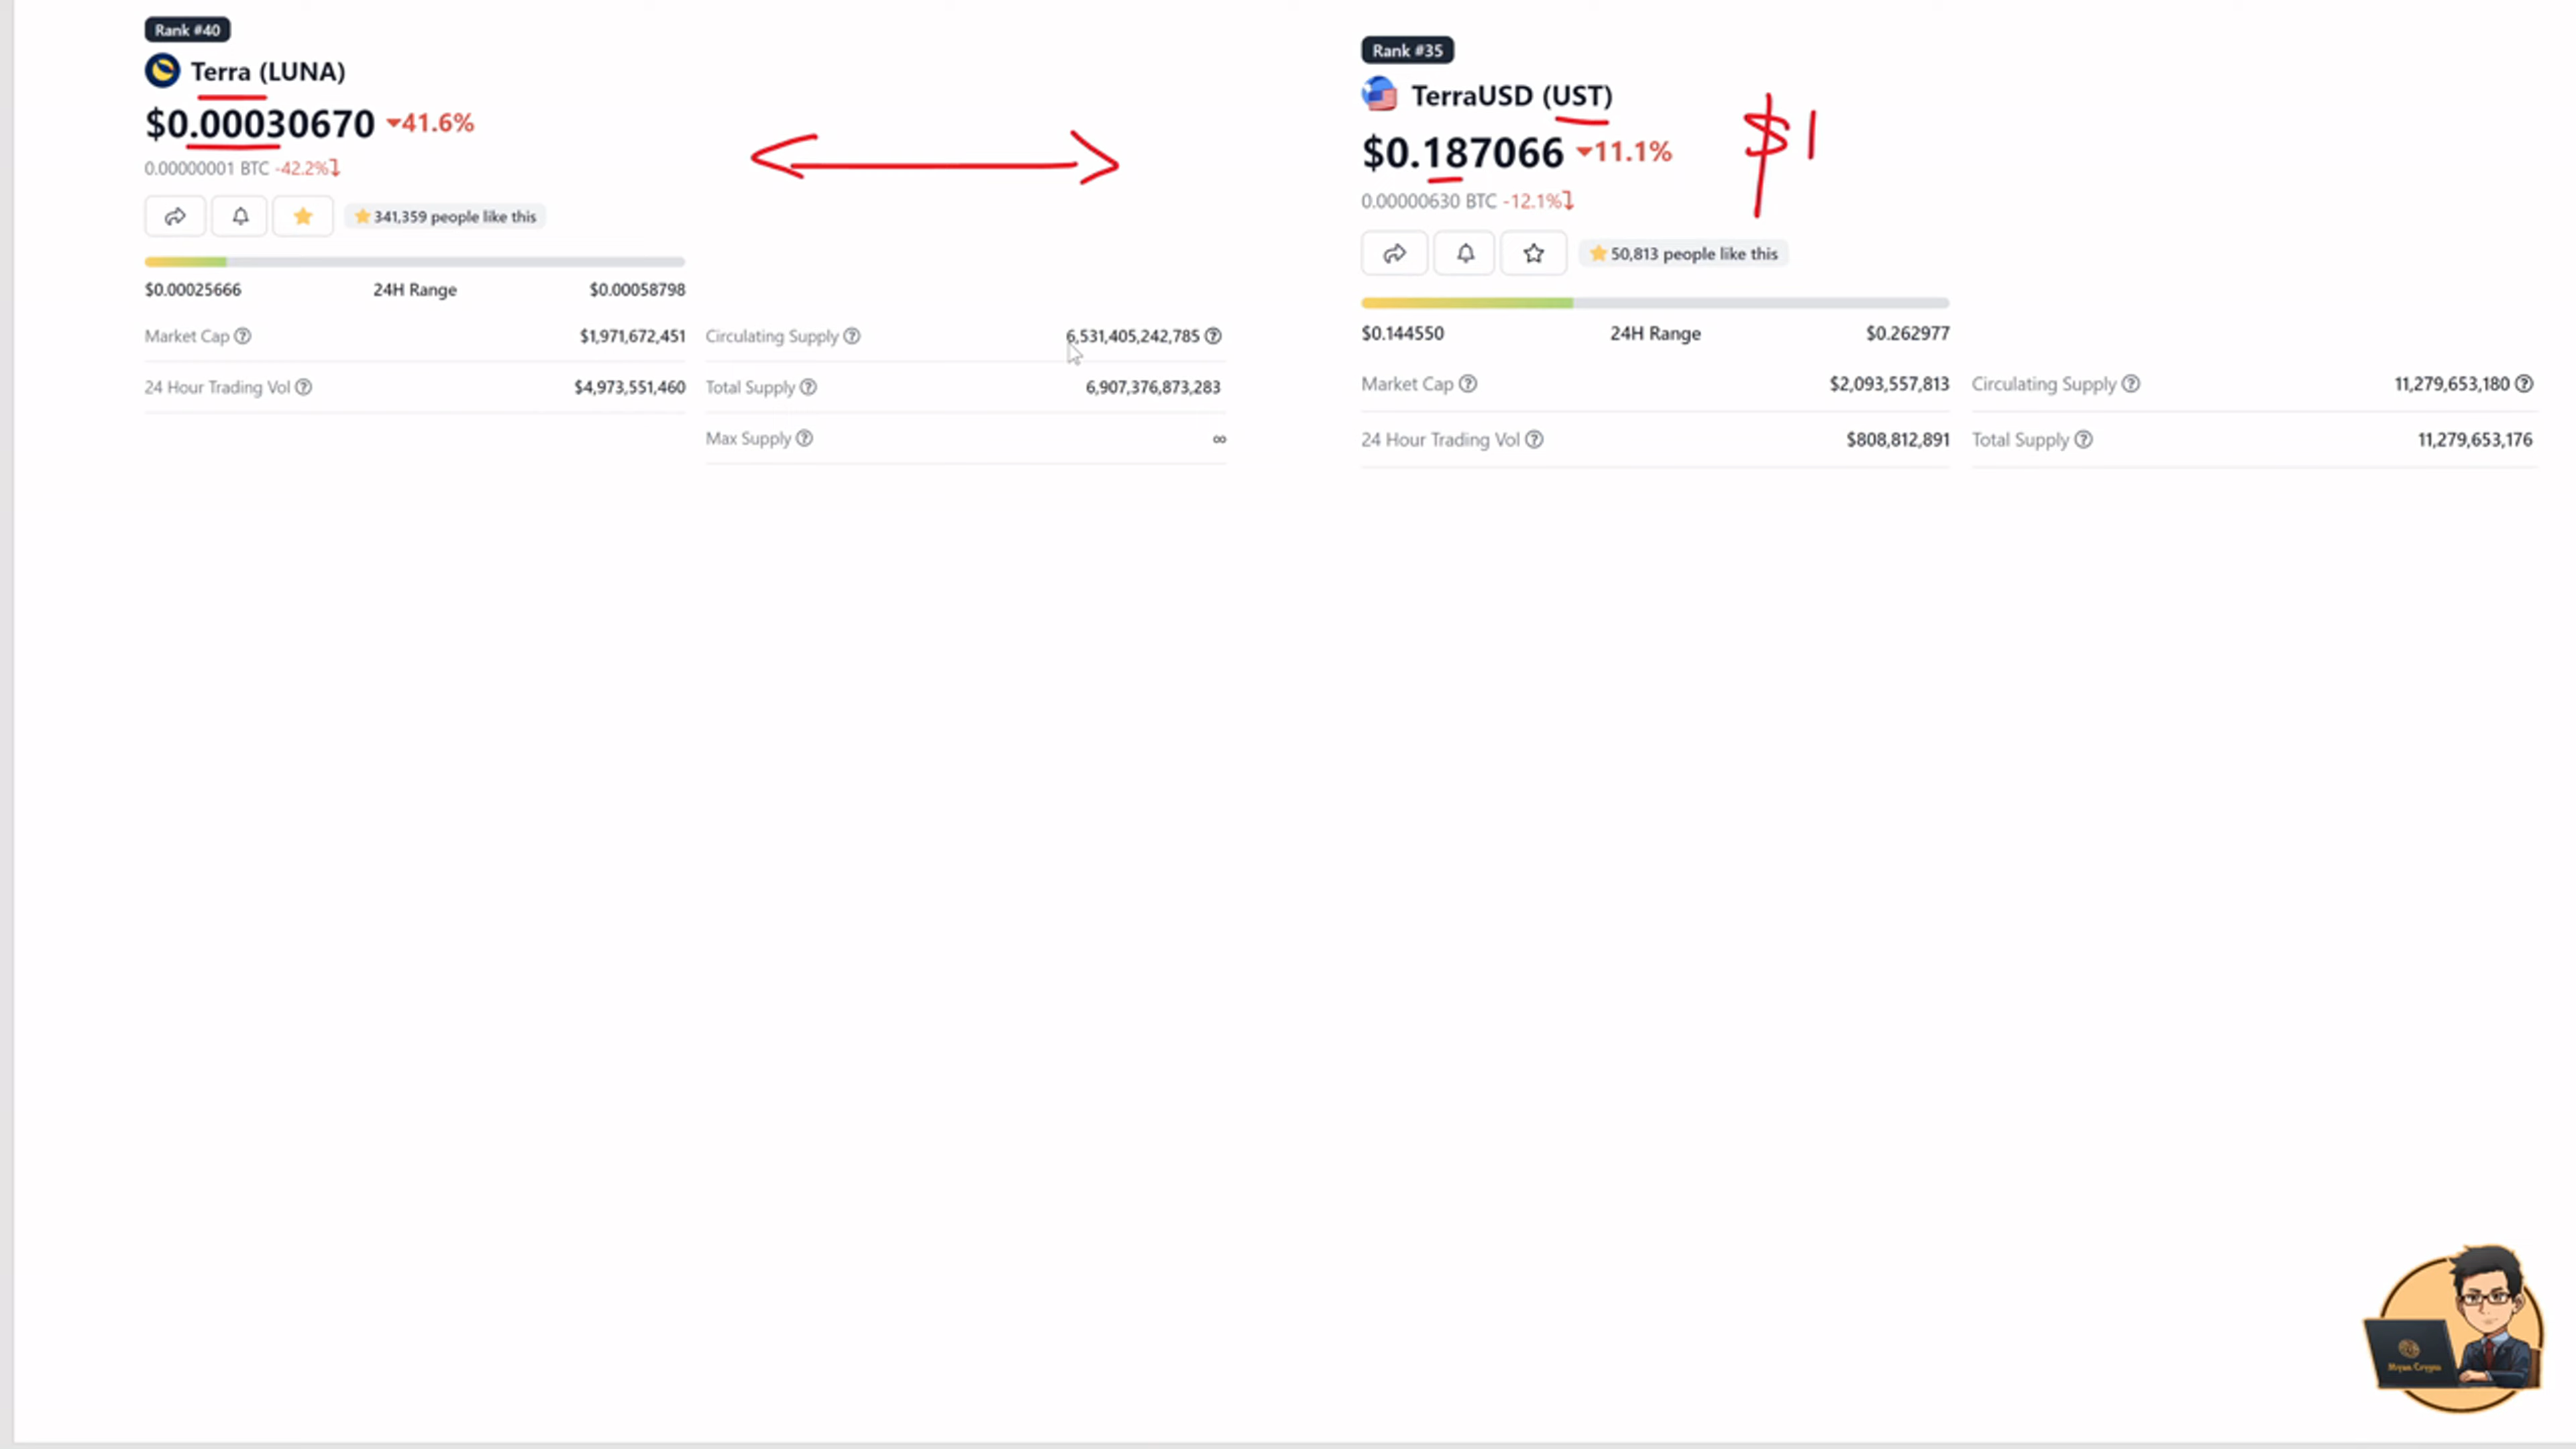 Rank #40
Terra (LUNA)
$0.00030670 41.6%
0.00000001 BTC -42.2%
341,359 people like this
$0.00025666 24H Range $0.00058798
Market Cap $1,971,672,451
24 Hour Trading Vol $4,973,551,460
Circulating Supply 6,531,405,242,785
Total Supply 6,907,376,873,283
Max Supply ∞
Rank #35
TerraUSD (UST)
$0.187066 11.1%
$1
0.00000630 BTC -12.1%
50,813 people like this
$0.144550 24H Range $0.262977
Market Cap $2,093,557,813
24 Hour Trading Vol $808,812,891
Circulating Supply 11,279,653,180
Total Supply 11,279,653,176